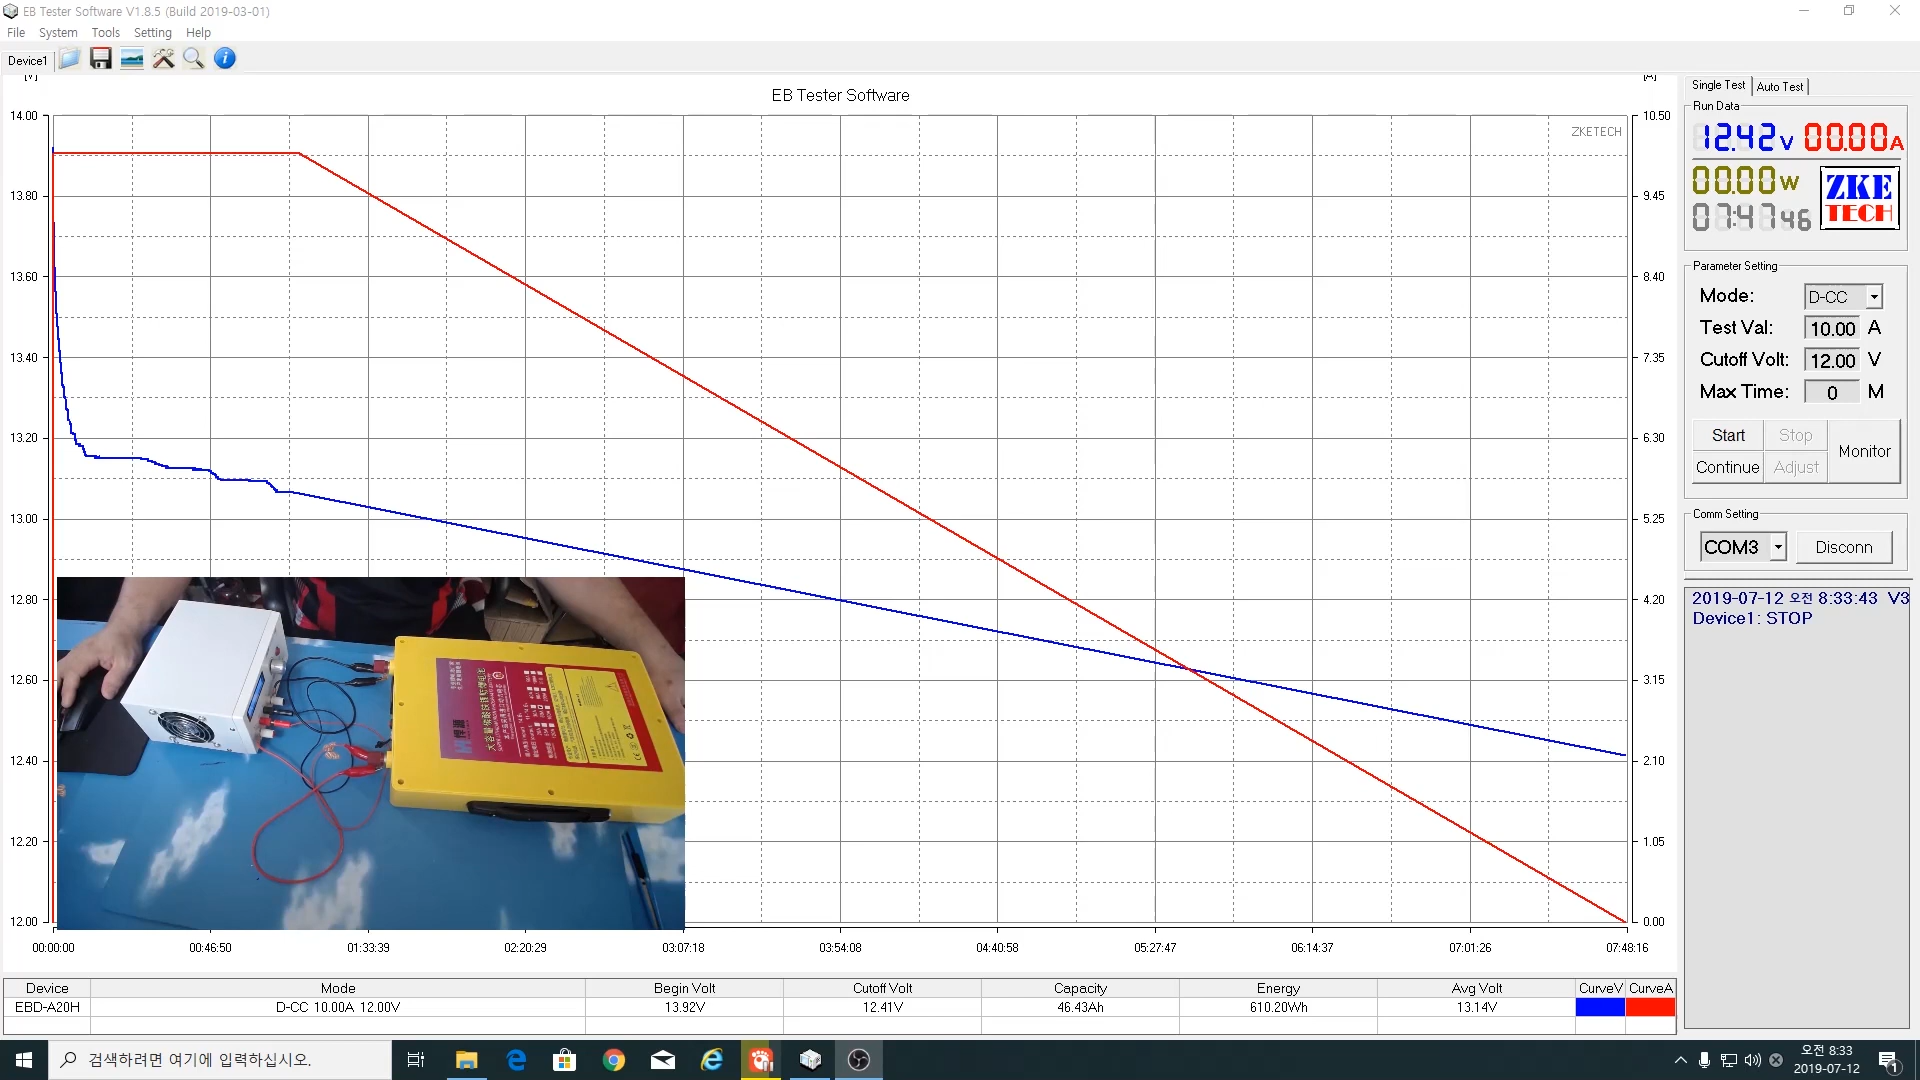 EB Tester Software V1.8.5 (Build 2019-03-01)
File System Tools Setting Help
Device1
[V]
[A]
EB Tester Software
ZKETECH
14.00
13.80
13.60
13.40
13.20
13.00
12.80
12.60
12.40
12.20
12.00
10.50
9.45
8.40
7.35
6.30
5.25
4.20
3.15
2.10
1.05
0.00
00:00:00 00:46:50 01:33:39 02:20:29 03:07:18 03:54:08 04:40:58 05:27:47 06:14:37 07:01:26 07:48:16
Device Mode Begin Volt Cutoff Volt Capacity Energy Avg Volt CurveV CurveA
EBD-A20H D-CC 10.00A 12.00V 13.92V 12.41V 46.43Ah 610.20Wh 13.14V
Single Test Auto Test
Run Data
12.42V 00.00A
00.00W
07:47 46
ZKE
TECH
Parameter Setting
Mode: D-CC
Test Val: 10.00 A
Cutoff Volt: 12.00 V
Max Time: 0 M
Start Stop Monitor
Continue Adjust
Comm Setting
COM3 Disconn
2019-07-12 오전 8:33:43 V3
Device1: STOP
검색하려면 여기에 입력하십시오.
오전 8:33
2019-07-12
1